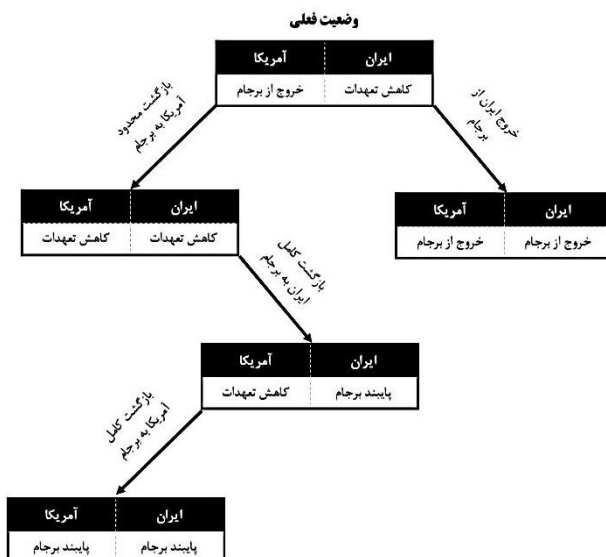 وضعیت فعلی
ایران آمریکا
کاهش تعهدات خروج از برجام
خروج ایران از
برجام
بازگشت محدود
آمریکا به برجام
ایران آمریکا
خروج از برجام خروج از برجام
ایران آمریکا
کاهش تعهدات کاهش تعهدات
بازگشت کامل
ایران به برجام
ایران آمریکا
پایبند برجام کاهش تعهدات
بازگشت کامل
آمریکا به برجام
ایران آمریکا
پایبند برجام پایبند برجام